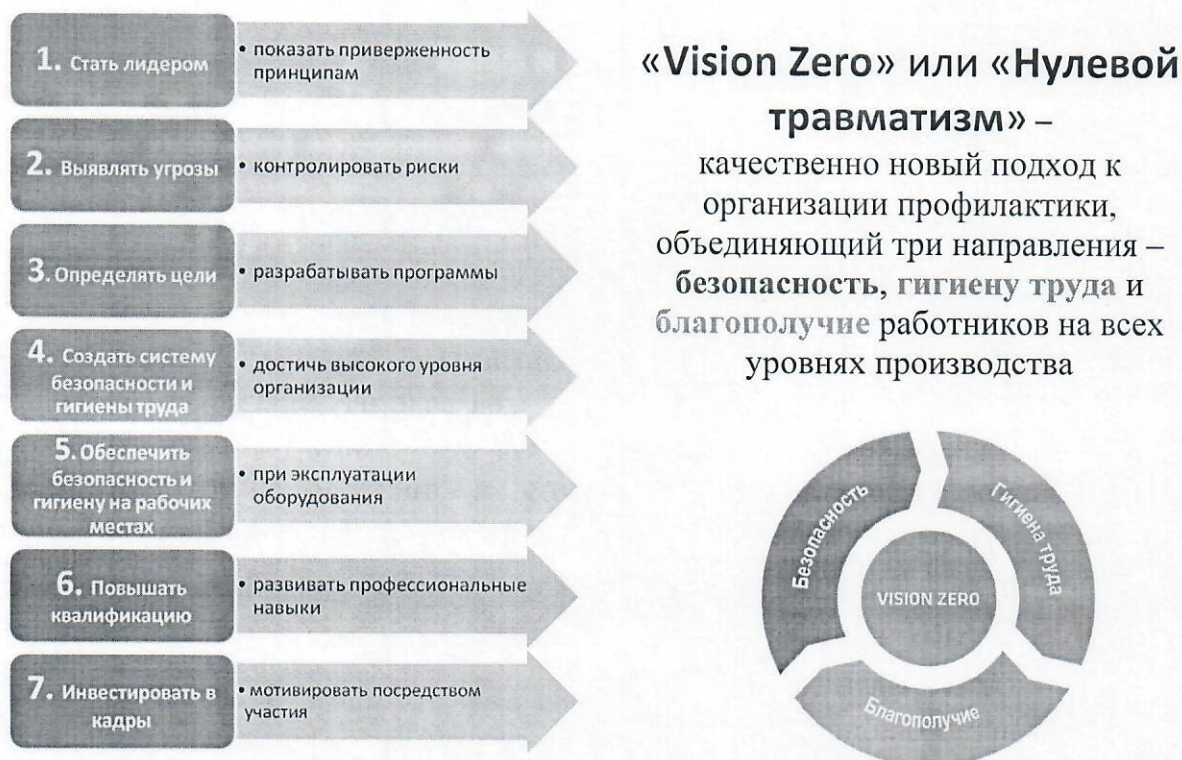 1. Стать лидером
• показать приверженность
принципам
2. Выявлять угрозы
• контролировать риски
3. Определять цели
• разрабатывать программы
4. Создать систему
безопасности и
гигиены труда
• достичь высокого уровня
организации
5. Обеспечить
безопасность и
гигиену на рабочих
местах
• при эксплуатации
оборудования
6. Повышать
квалификацию
• развивать профессиональные
навыки
7. Инвестировать в
кадры
• мотивировать посредством
участия
«Vision Zero» или «Нулевой
травматизм» –
качественно новый подход к
организации профилактики,
объединяющий три направления –
безопасность, гигиену труда и
благополучие работников на всех
уровнях производства
Безопасность
Гигиена труда
VISION ZERO
Благополучие